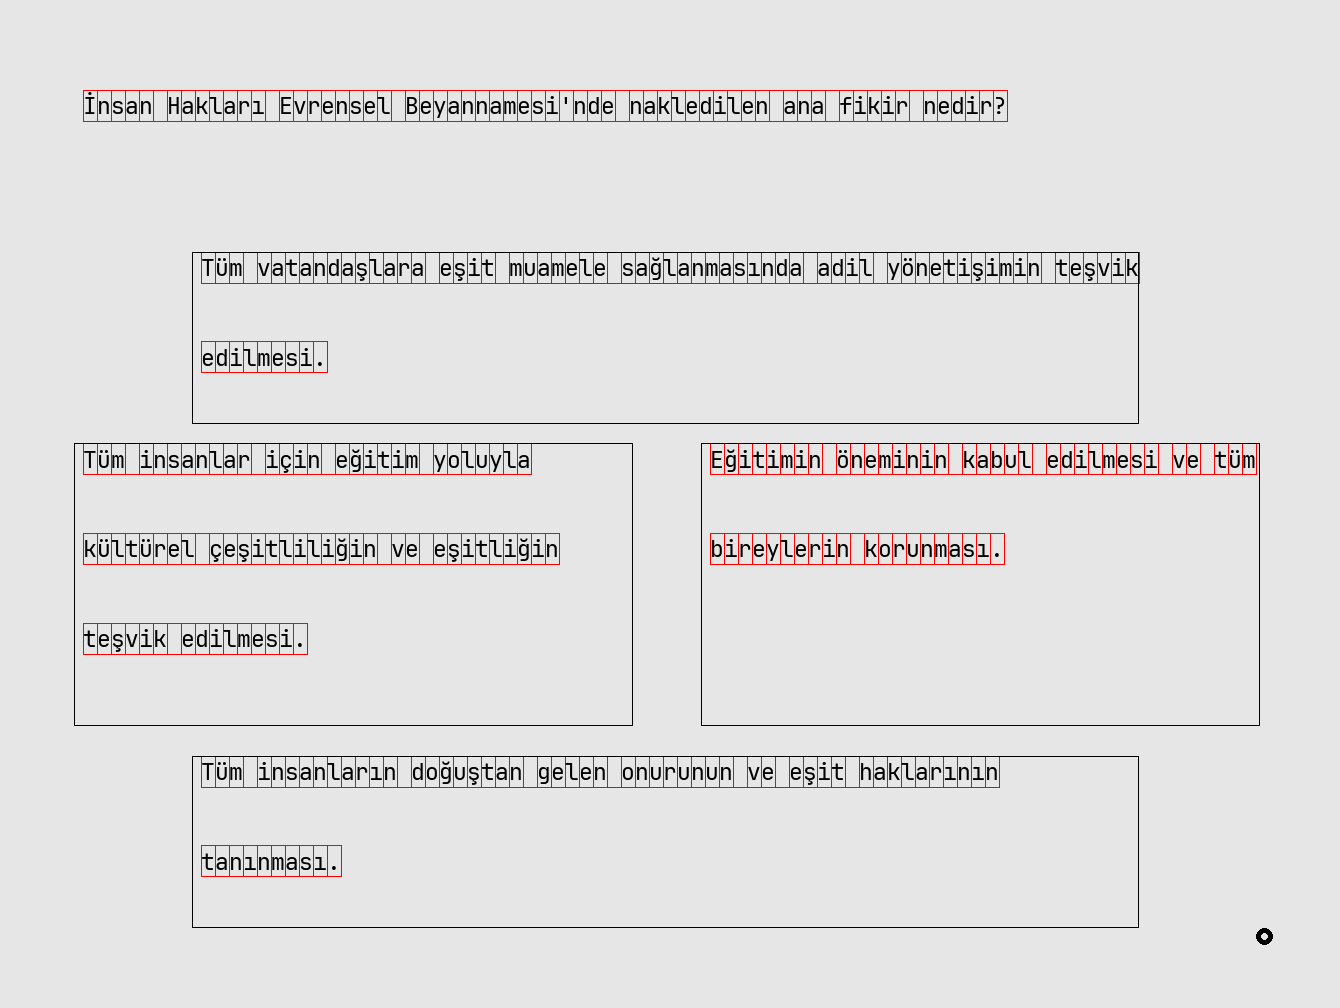 İnsan Hakları Evrensel Beyannamesi'nde nakledilen ana fikir nedir?
Tüm vatandaşlara eşit muamele sağlanmasında adil yönetişimin teşvik
edilmesi.
Tüm insanlar için eğitim yoluyla
kültürel çeşitliliğin ve eşitliğin
teşvik edilmesi.
Eğitimin öneminin kabul edilmesi ve tüm
bireylerin korunması.
Tüm insanların doğuştan gelen onurunun ve eşit haklarının
tanınması.